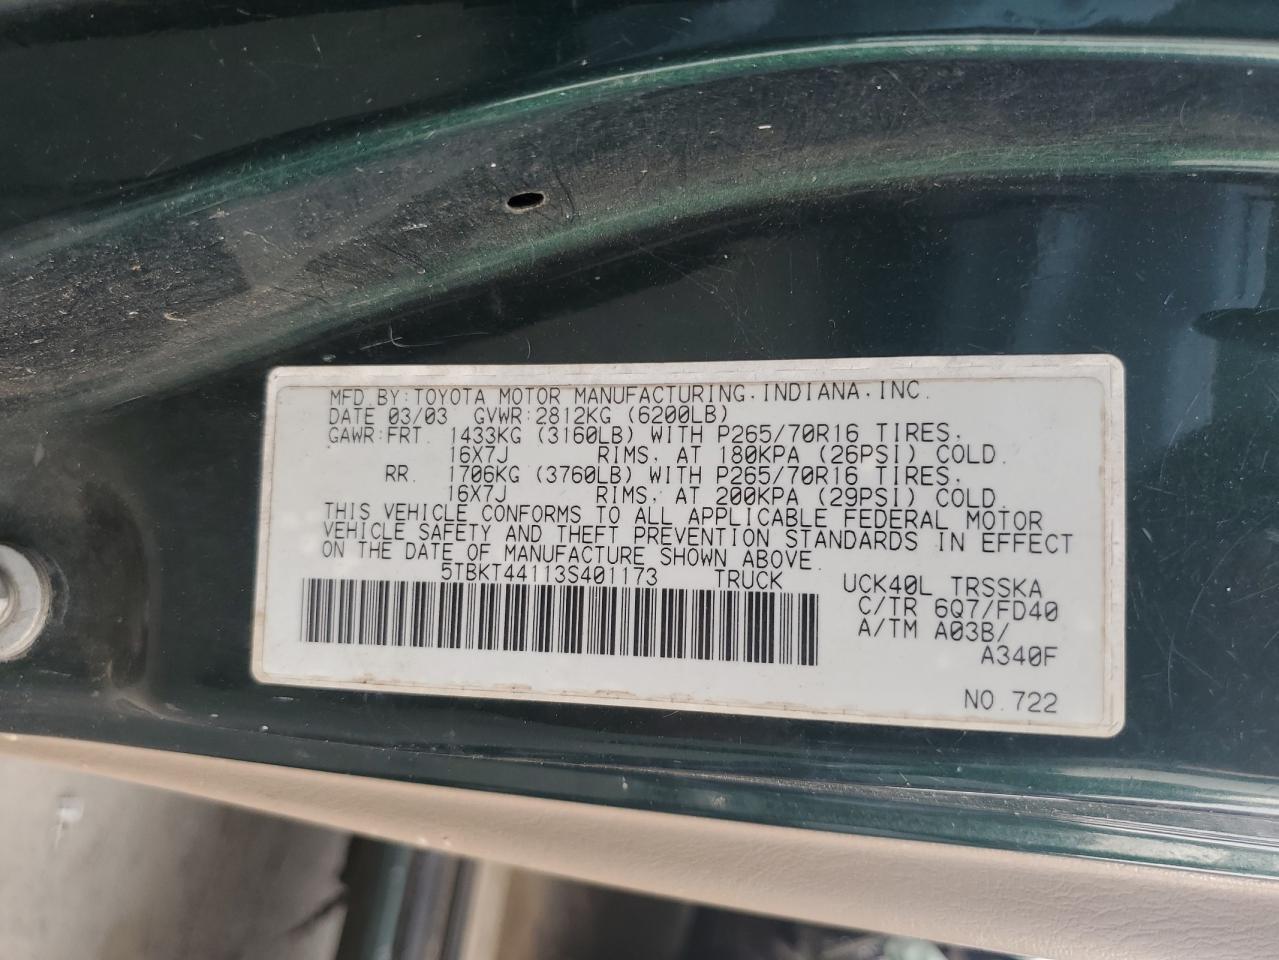 MFD.BY:TOYOTA MOTOR MANUFACTURING,INDIANA,INC.
DATE 03/03 GVWR:2812KG (6200LB)
GAWR:FRT. 1433KG (3160LB) WITH P265/70R16 TIRES,
16X7J RIMS, AT 180KPA (26PSI) COLD.
RR. 1706KG (3760LB) WITH P265/70R16 TIRES,
16X7J RIMS, AT 200KPA (29PSI) COLD.
THIS VEHICLE CONFORMS TO ALL APPLICABLE FEDERAL MOTOR
VEHICLE SAFETY AND THEFT PREVENTION STANDARDS IN EFFECT
ON THE DATE OF MANUFACTURE SHOWN ABOVE.
5TBKT44113S401173 TRUCK UCK40L TRSSKA
C/TR 6Q7/FD40
A/TM A03B/
A340F
NO.722